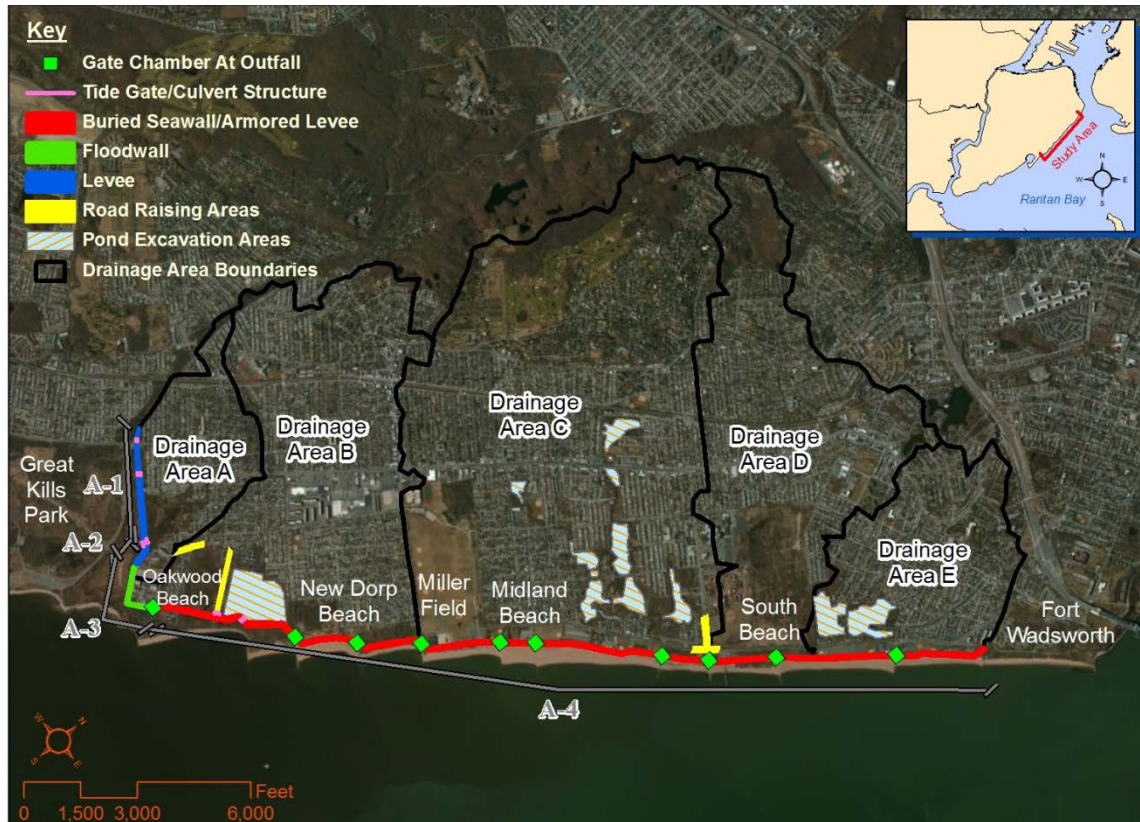 Key
Gate Chamber At Outfall
Tide Gate/Culvert Structure
Buried Seawall/Armored Levee
Floodwall
Levee
Road Raising Areas
Pond Excavation Areas
Drainage Area Boundaries
Study Area
N
W E
S
Raritan Bay
Drainage
Area A
Drainage
Area B
Drainage
Area C
Drainage
Area D
Drainage
Area E
Great
Kills
Park
A-1
A-2
A-3
A-4
Oakwood
Beach
New Dorp
Beach
Miller
Field
Midland
Beach
South
Beach
Fort
Wadsworth
W N
S E
Feet
0 1,500 3,000 6,000